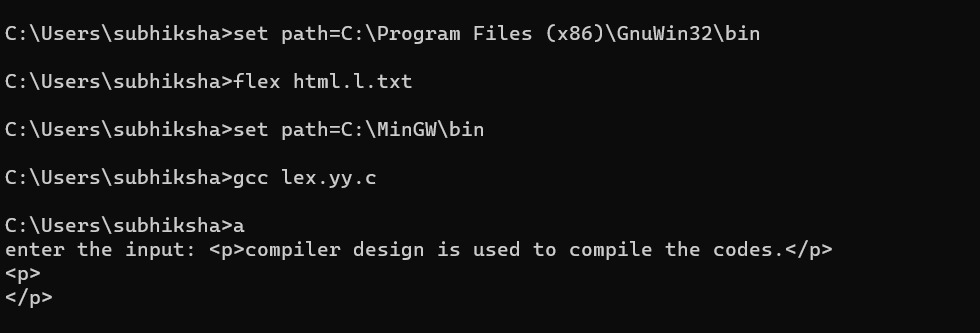 C:\Users\subhiksha>set path=C:\Program Files (x86)\GnuWin32\bin
C:\Users\subhiksha>flex html.l.txt
C:\Users\subhiksha>set path=C:\MinGW\bin
C:\Users\subhiksha>gcc lex.yy.c
C:\Users\subhiksha>a
enter the input: <p>compiler design is used to compile the codes.</p>
<p>
</p>